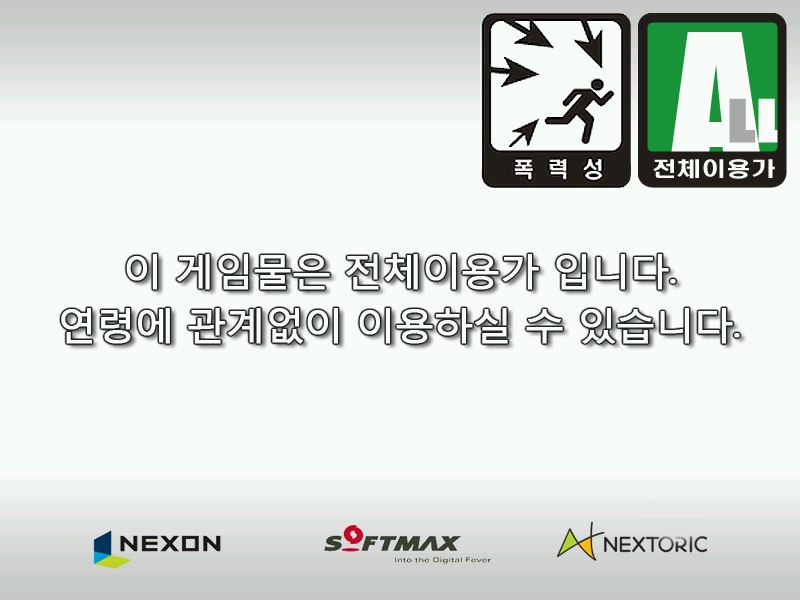 폭력성
ALL
전체이용가
이 게임물은 전체이용가 입니다.
연령에 관계없이 이용하실 수 있습니다.
NEXON
SOFTMAX
Into the Digital Fever
NEXTORIC